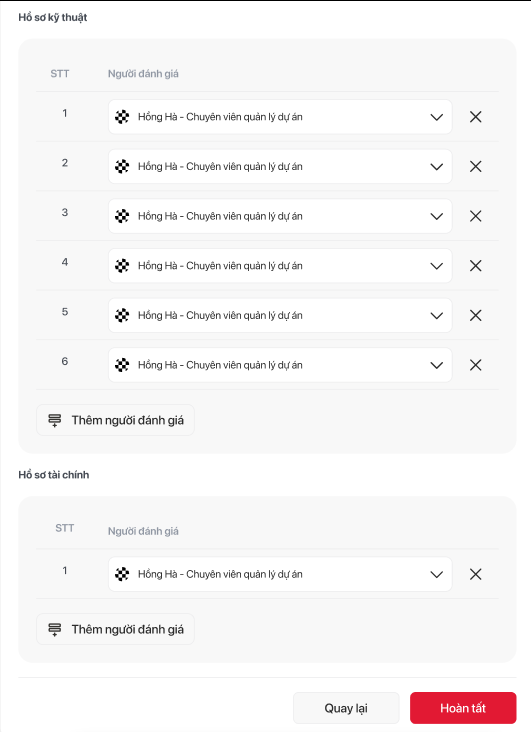 Hồ sơ kỹ thuật
STT Người đánh giá
1 Hồng Hà - Chuyên viên quản lý dự án
2 Hồng Hà - Chuyên viên quản lý dự án
3 Hồng Hà - Chuyên viên quản lý dự án
4 Hồng Hà - Chuyên viên quản lý dự án
5 Hồng Hà - Chuyên viên quản lý dự án
6 Hồng Hà - Chuyên viên quản lý dự án
Thêm người đánh giá
Hồ sơ tài chính
STT Người đánh giá
1 Hồng Hà - Chuyên viên quản lý dự án
Thêm người đánh giá
Quay lại Hoàn tất